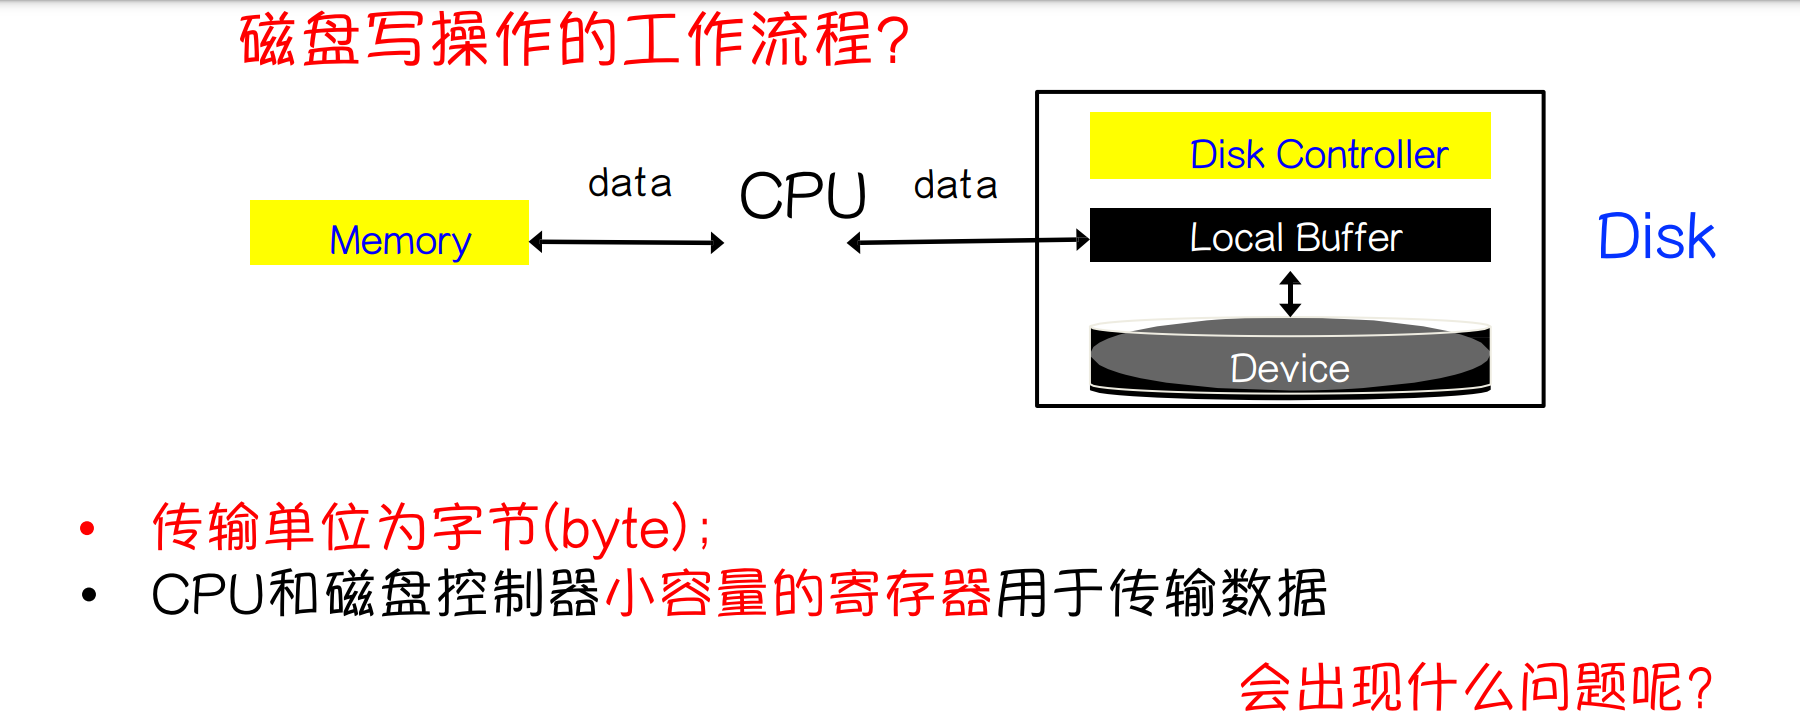 磁盘写操作的工作流程?
Disk Controller
data
CPU
data
Memory
Local Buffer
Disk
Device
• 传输单位为字节(byte);
• CPU和磁盘控制器小容量的寄存器用于传输数据
会出现什么问题呢?